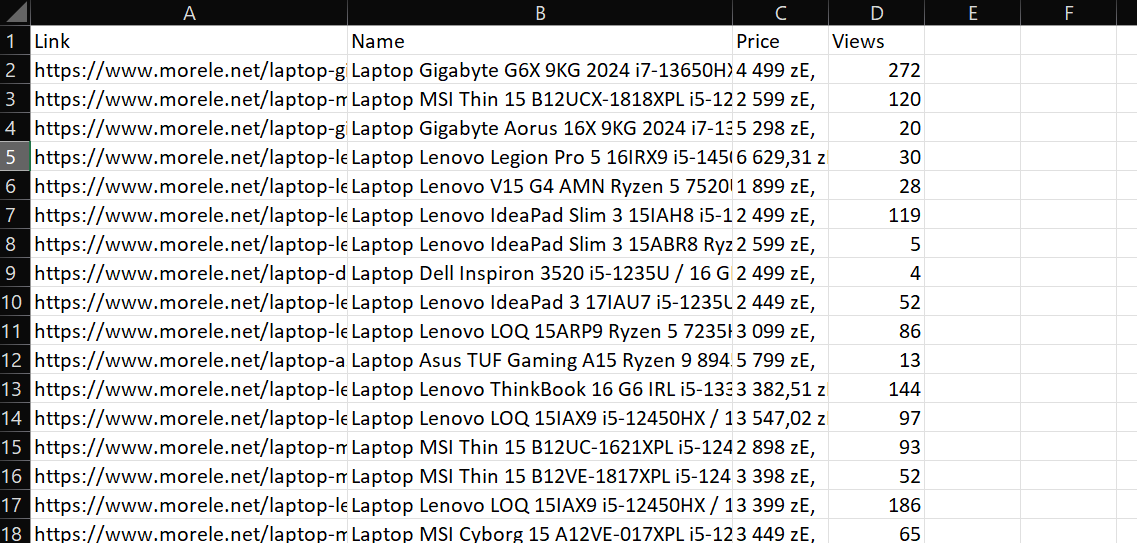 A B C D E F
1 Link Name Price Views
2 https://www.morele.net/laptop-gi Laptop Gigabyte G6X 9KG 2024 i7-13650HX 4 499 zE, 272
3 https://www.morele.net/laptop-m Laptop MSI Thin 15 B12UCX-1818XPL i5-12 2 599 zE, 120
4 https://www.morele.net/laptop-gi Laptop Gigabyte Aorus 16X 9KG 2024 i7-13 5 298 zE, 20
5 https://www.morele.net/laptop-le Laptop Lenovo Legion Pro 5 16IRX9 i5-1450 6 629,31 z 30
6 https://www.morele.net/laptop-le Laptop Lenovo V15 G4 AMN Ryzen 5 7520U 1 899 zE, 28
7 https://www.morele.net/laptop-le Laptop Lenovo IdeaPad Slim 3 15IAH8 i5-1 2 499 zE, 119
8 https://www.morele.net/laptop-le Laptop Lenovo IdeaPad Slim 3 15ABR8 Ryz 2 599 zE, 5
9 https://www.morele.net/laptop-d Laptop Dell Inspiron 3520 i5-1235U / 16 G 2 499 zE, 4
10 https://www.morele.net/laptop-le Laptop Lenovo IdeaPad 3 17IAU7 i5-1235U 2 449 zE, 52
11 https://www.morele.net/laptop-le Laptop Lenovo LOQ 15ARP9 Ryzen 5 7235H 3 099 zE, 86
12 https://www.morele.net/laptop-a Laptop Asus TUF Gaming A15 Ryzen 9 894 5 799 zE, 13
13 https://www.morele.net/laptop-le Laptop Lenovo ThinkBook 16 G6 IRL i5-133 3 382,51 z 144
14 https://www.morele.net/laptop-le Laptop Lenovo LOQ 15IAX9 i5-12450HX / 1 3 547,02 z 97
15 https://www.morele.net/laptop-m Laptop MSI Thin 15 B12UC-1621XPL i5-124 2 898 zE, 93
16 https://www.morele.net/laptop-m Laptop MSI Thin 15 B12VE-1817XPL i5-124 3 398 zE, 52
17 https://www.morele.net/laptop-le Laptop Lenovo LOQ 15IAX9 i5-12450HX / 1 3 399 zE, 186
18 https://www.morele.net/laptop-m Laptop MSI Cyborg 15 A12VE-017XPL i5-12 3 449 zE, 65